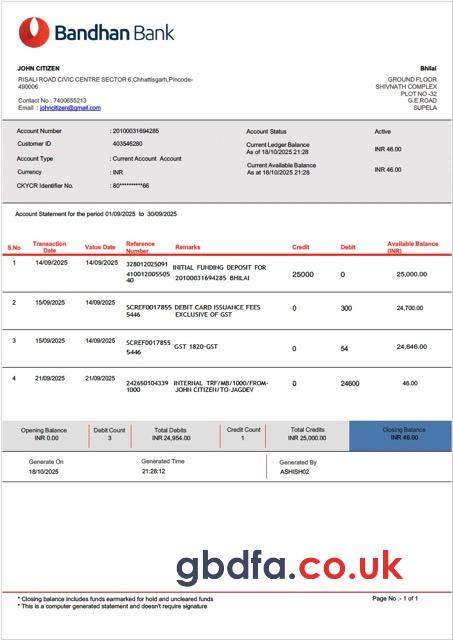 Bandhan Bank
JOHN CITIZEN
RISALI ROAD CIVIC CENTRE SECTOR 6,Chhattisgarh,Pincode-
490006
Contact No : 7400655213
Email : johncitizen@gmail.com
Bhilai
GROUND FLOOR
SHIVNATH COMPLEX
PLOT NO -32
G.E.ROAD
SUPELA
Account Number : 20100031694285
Customer ID 403546280
Account Type : Current Account Account
Currency : INR
CKYCR Identifier No. : 80*********66
Account Status Active
Current Ledger Balance
As of 18/10/2025 21:28 INR 46.00
Current Available Balance
As at 18/10/2025 21:28 INR 46.00
Account Statement for the period 01/09/2025 to 30/09/2025
S.No Transaction Date Value Date Reference Number Remarks Credit Debit Available Balance (INR)
1 14/09/2025 14/09/2025 328012025091 INITIAL FUNDING DEPOSIT FOR 25000 0 25,000.00
410012005505 20100031694285 BHILAI
40
2 15/09/2025 14/09/2025 SCREF0017855 DEBIT CARD ISSUANCE FEES 0 300 24,700.00
5446 EXCLUSIVE OF GST
3 15/09/2025 14/09/2025 SCREF0017855 GST 1820-GST 0 54 24,646.00
5446
4 21/09/2025 21/09/2025 242650104339 INTERNAL TRF/MB/1000/FROM- 0 24600 46.00
1000 JOHN CITIZEN/TO-JAGDEV
Opening Balance Debit Count Total Debits Credit Count Total Credits Closing Balance
INR 0.00 3 INR 24,954.00 1 INR 25,000.00 INR 46.00
Generate On Generated Time Generated By
18/10/2025 21:28:12 ASHISH02
gbdfa.co.uk
* Closing balance includes funds earmarked for hold and uncleared funds
* This is a computer generated statement and doesn't require signature
Page No :- 1 of 1